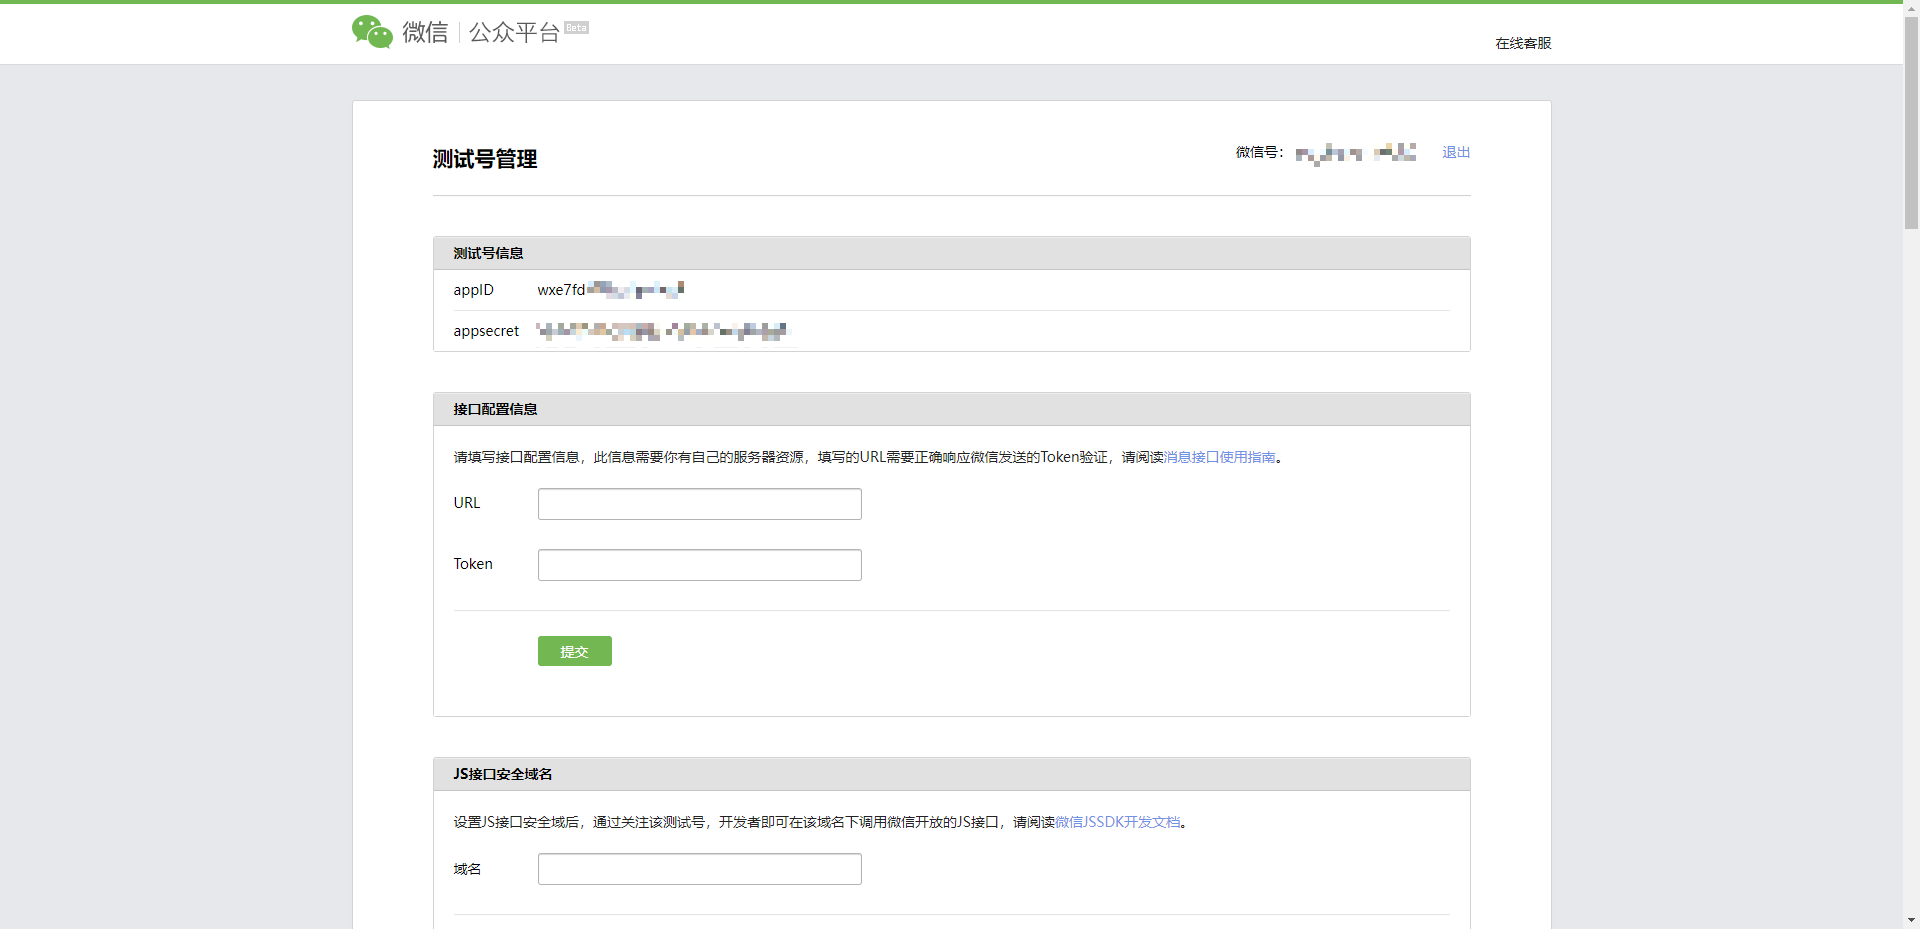 微信 公众平台 Beta
在线客服
测试号管理
微信号：
退出
测试号信息
appID wxe7fd
appsecret
接口配置信息
请填写接口配置信息，此信息需要你有自己的服务器资源，填写的URL需要正确响应微信发送的Token验证，请阅读消息接口使用指南。
URL
Token
提交
JS接口安全域名
设置JS接口安全域后，通过关注该测试号，开发者即可在该域名下调用微信开放的JS接口，请阅读微信JSSDK开发文档。
域名